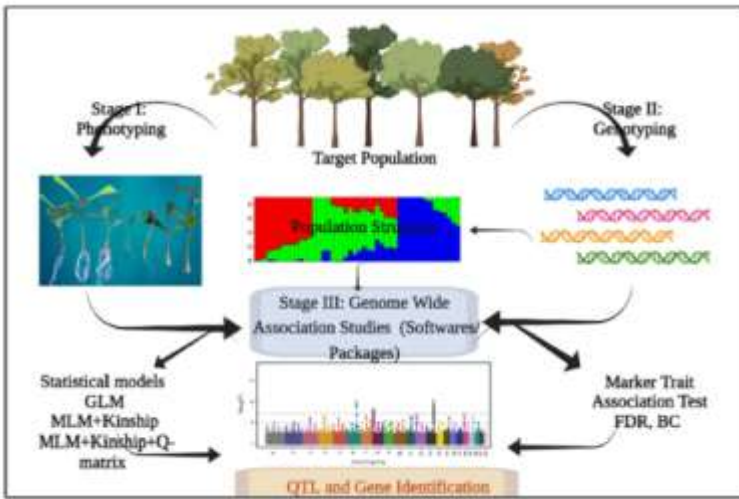 Stage I:
Phenotyping
Stage II:
Genotyping
Target Population
Population Structure
Stage III: Genome Wide
Association Studies (Softwares/
Packages)
Statistical models
GLM
MLM+Kinship
MLM+Kinship+Q-
matrix
Marker Trait
Association Test
FDR, BC
QTL and Gene Identification